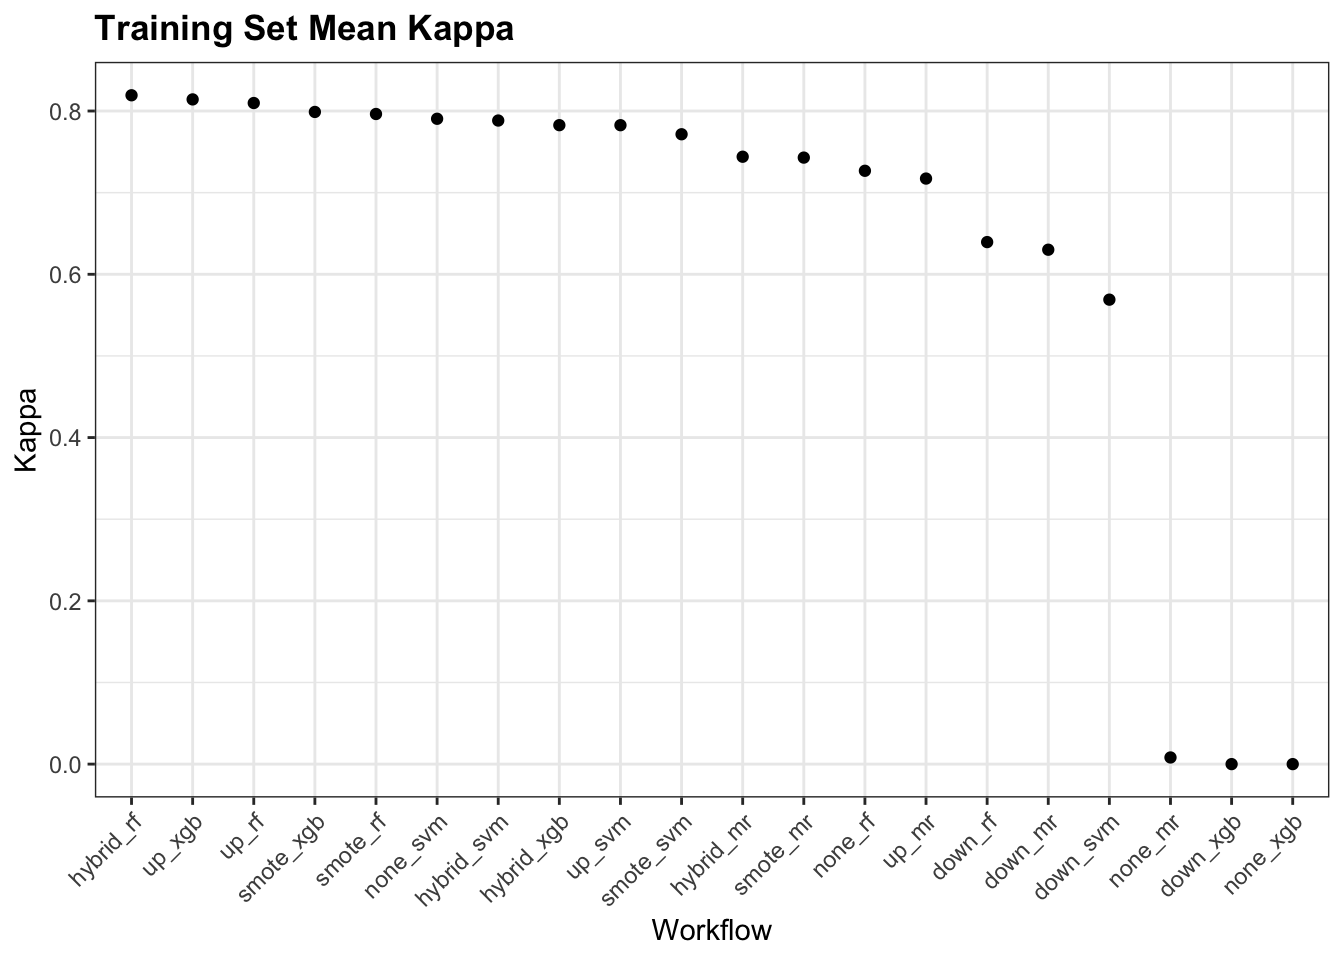 Training Set Mean Kappa
0.8
0.6
0.4
0.2
0.0
Kappa
hybrid_rf
up_xgb
up_rf
smote_xgb
smote_rf
none_svm
hybrid_svm
hybrid_xgb
up_svm
smote_svm
hybrid_mr
smote_mr
none_rf
up_mr
down_rf
down_mr
down_svm
none_mr
down_xgb
none_xgb
Workflow